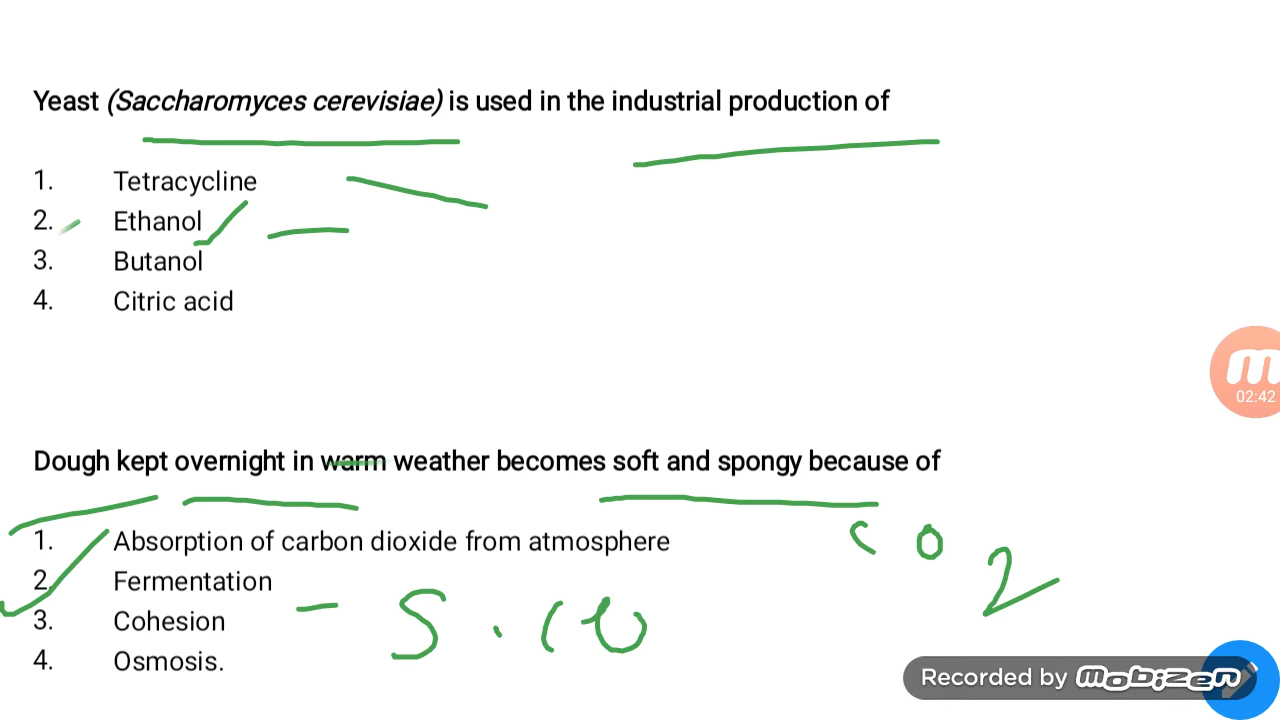 Yeast (Saccharomyces cerevisiae) is used in the industrial production of
1. Tetracycline
2. Ethanol
3. Butanol
4. Citric acid
02:42
Dough kept overnight in warm weather becomes soft and spongy because of
1. Absorption of carbon dioxide from atmosphere
CO2
2. Fermentation
3. Cohesion
4. Osmosis.
Recorded by mobizen